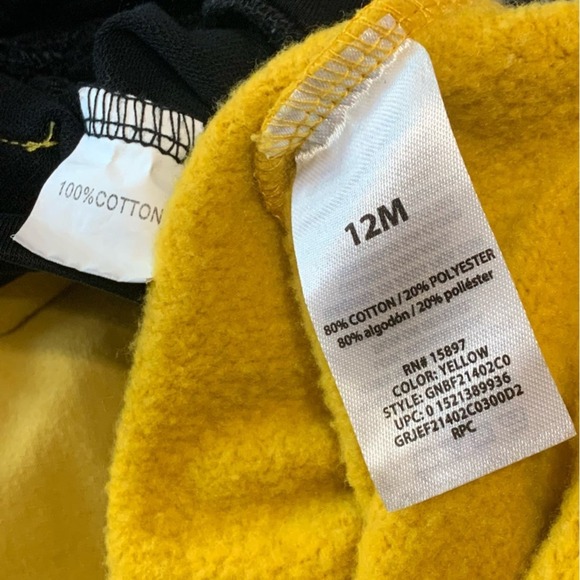 100%COTTON
12M
80% COTTON / 20% POLYESTER
80% algodón / 20% poliéster
RN# 15897
COLOR: YELLOW
STYLE: GNBF21402C0
UPC: 0 1521389936
GRJEF21402C0300D2
RPC